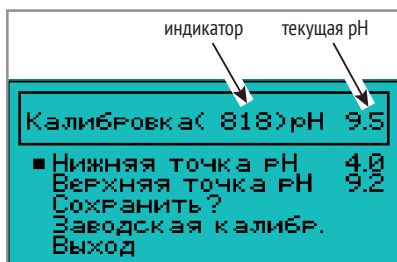 индикатор текущая pH
Калибровка( 818)pH 9.5
Нижняя точка pH 4.0
Верхняя точка pH 9.2
Сохранить?
Заводская калибр.
Выход